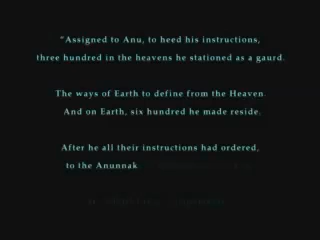 "Assigned to Anu, to heed his instructions,
three hundred in the heavens he stationed as a gaurd.
The ways of Earth to define from the Heaven.
And on Earth, six hundred he made reside.
After he all their instructions had ordered,
to the Anunnak